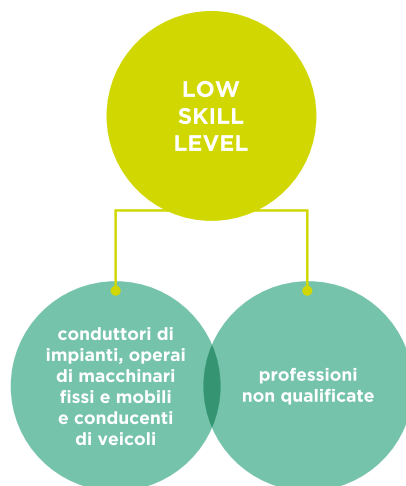 LOW
SKILL
LEVEL
conduttori di
impianti, operai
di macchinari
fissi e mobili
e conducenti
di veicoli
professioni
non qualificate